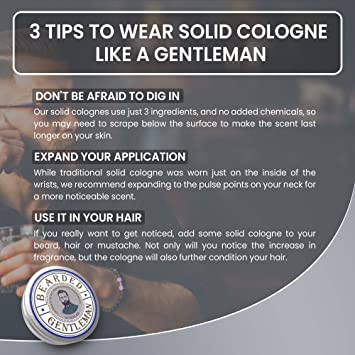 3 TIPS TO WEAR SOLID COLOGNE
LIKE A GENTLEMAN
DON'T BE AFRAID TO DIG IN
Our solid colognes use just 3 ingredients, and no added chemicals, so
you may need to scrape below the surface to make the scent last
longer on your skin.
EXPAND YOUR APPLICATION
While traditional solid cologne was worn just on the inside of the
wrists, we recommend expanding to the pulse points on your neck for
a more noticeable scent.
USE IT IN YOUR HAIR
If you really want to get noticed, add some solid cologne to your
beard, hair or mustache. Not only will you notice the increase in
fragrance, but the cologne will also further condition your hair.
BEARDED
GENTLEMAN